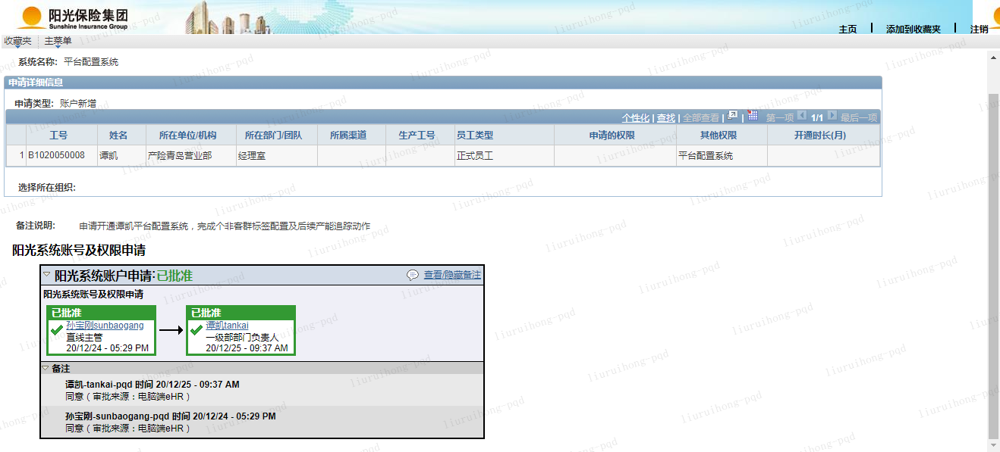 阳光保险集团
Sunshine Insurance Group
主页 添加到收藏夹 注销
收藏夹 主菜单
系统名称: 平台配置系统
申请详细信息
申请类型: 账户新增
个性化 | 查找 | 全部查看 | | 第一项 1/1 最后一项
工号 姓名 所在单位/机构 所在部门/团队 所属渠道 生产工号 员工类型 申请的权限 其他权限 开通时长(月)
1 B1020050008 谭凯 产险青岛营业部 经理室 正式员工 平台配置系统
选择所在组织:
备注说明: 申请开通谭凯平台配置系统，完成个非客群标签配置及后续产能追踪动作
阳光系统账号及权限申请
阳光系统账户申请:已批准 查看/隐藏备注
阳光系统账号及权限申请
已批准 已批准
孙宝刚sunbaogang 谭凯tankai
直线主管 一级部部门负责人
20/12/24 - 05:29 PM 20/12/25 - 09:37 AM
备注
谭凯-tankai-pqd 时间 20/12/25 - 09:37 AM
同意（审批来源：电脑端eHR ）
孙宝刚-sunbaogang-pqd 时间 20/12/24 - 05:29 PM
同意（审批来源：电脑端eHR ）
liuruihong-pqd